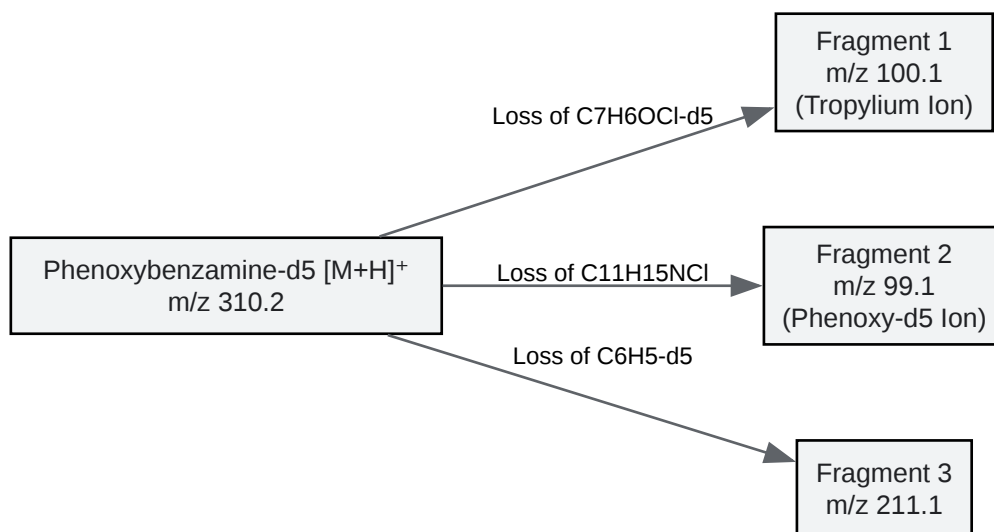 Fragment 1
m/z 100.1
(Tropylium Ion)
Loss of C7H6OCl-d5
Phenoxybenzamine-d5 [M+H]⁺
m/z 310.2
Loss of C11H15NCl
Fragment 2
m/z 99.1
(Phenoxy-d5 Ion)
Loss of C6H5-d5
Fragment 3
m/z 211.1